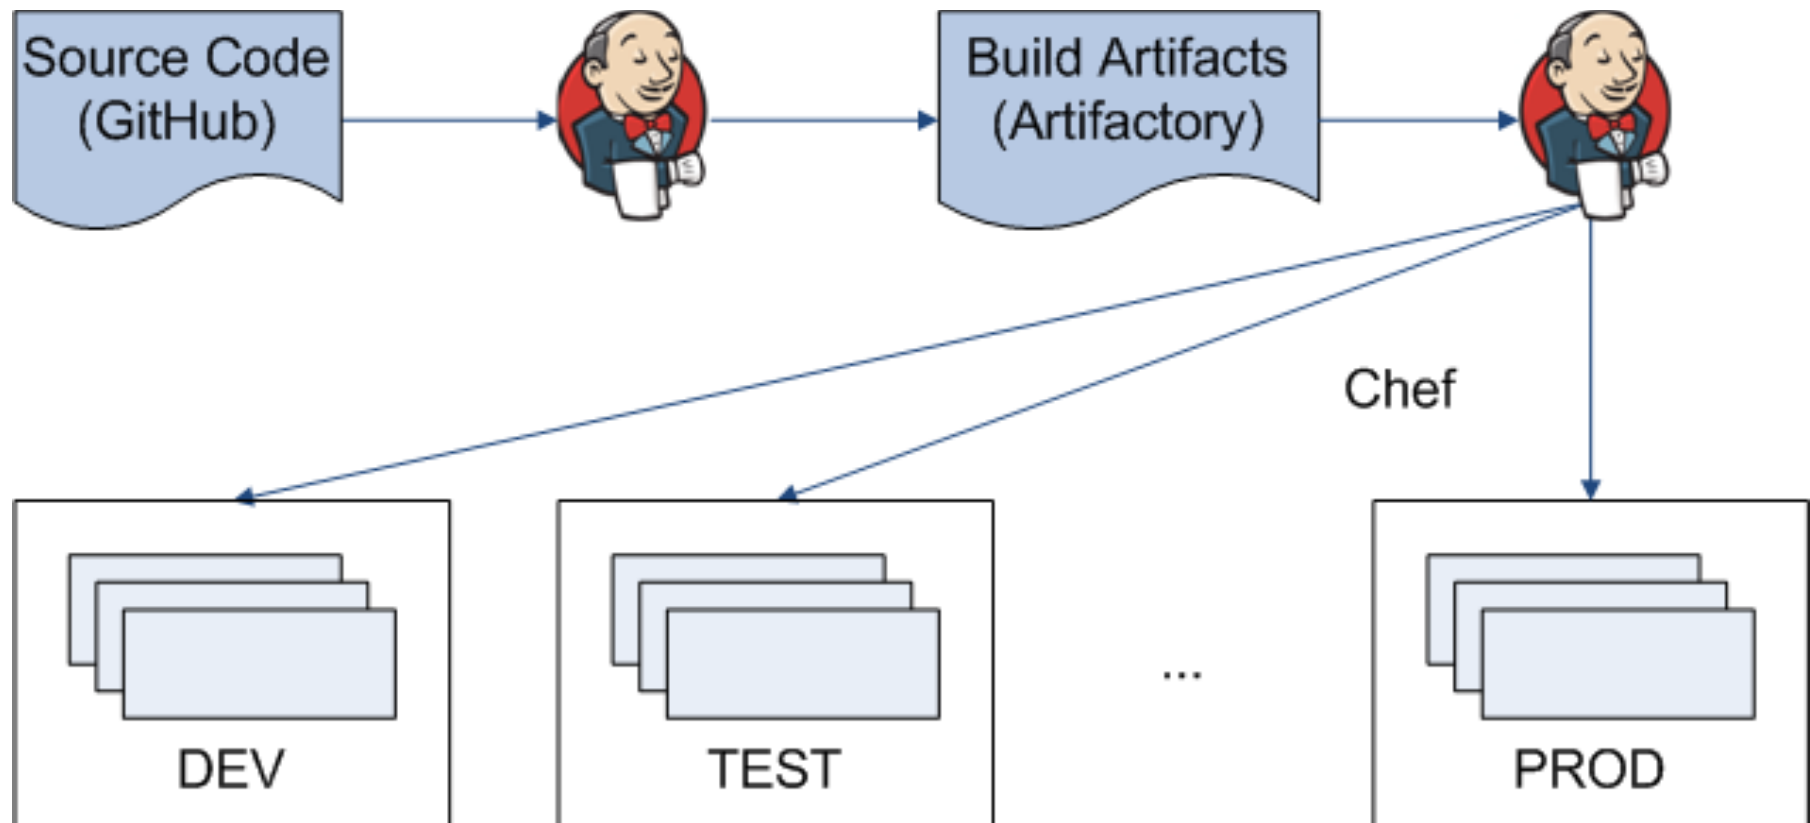 Source Code
(GitHub)
Build Artifacts
(Artifactory)
Chef
...
DEV
TEST
PROD